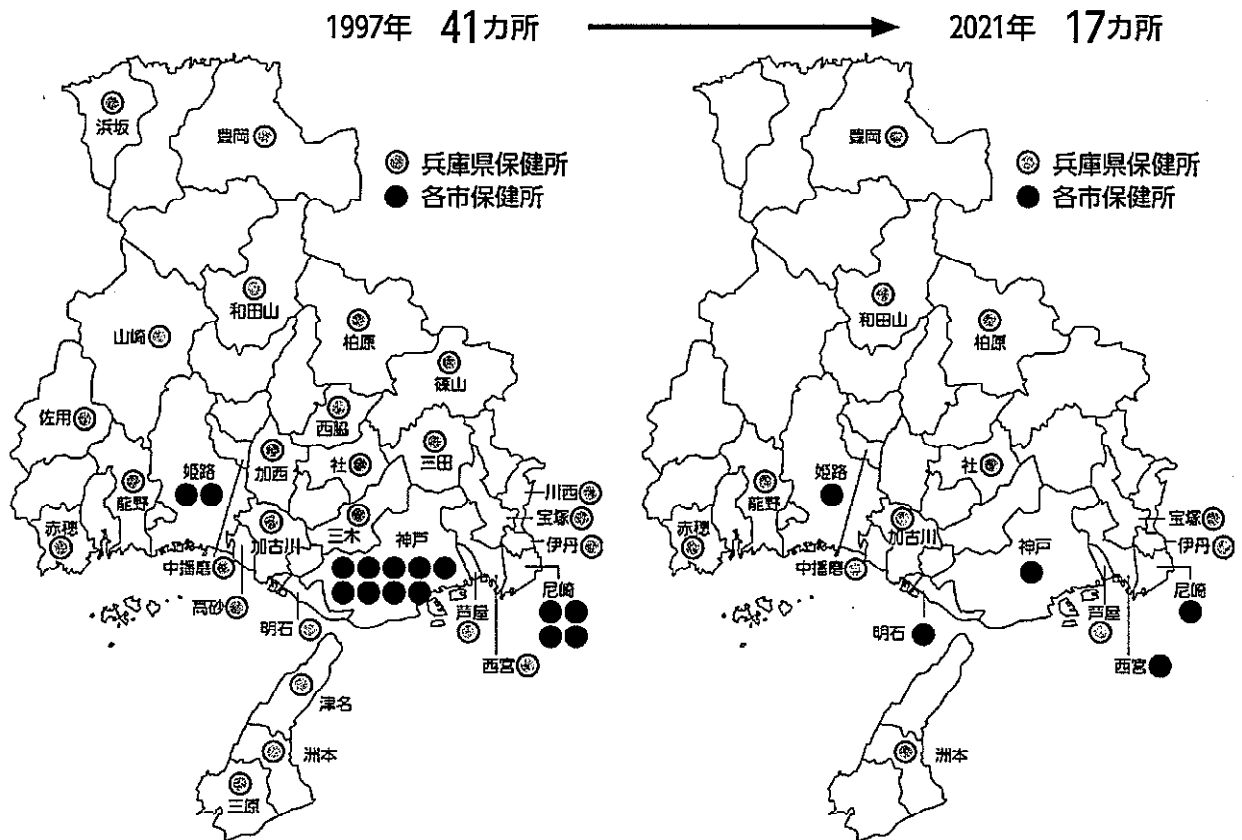 1997年 41カ所
2021年 17カ所
浜坂
豊岡
兵庫県保健所
各市保健所
和田山
山崎
柏原
篠山
佐用
西脇
加西
社
三田
姫路
龍野
川西
赤穂
加古川
三木
神戸
宝塚
伊丹
中播磨
尼崎
高砂
芦屋
明石
西宮
津名
洲本
三原
豊岡
兵庫県保健所
各市保健所
和田山
柏原
社
龍野
姫路
赤穂
加古川
神戸
宝塚
伊丹
中播磨
尼崎
明石
芦屋
西宮
洲本